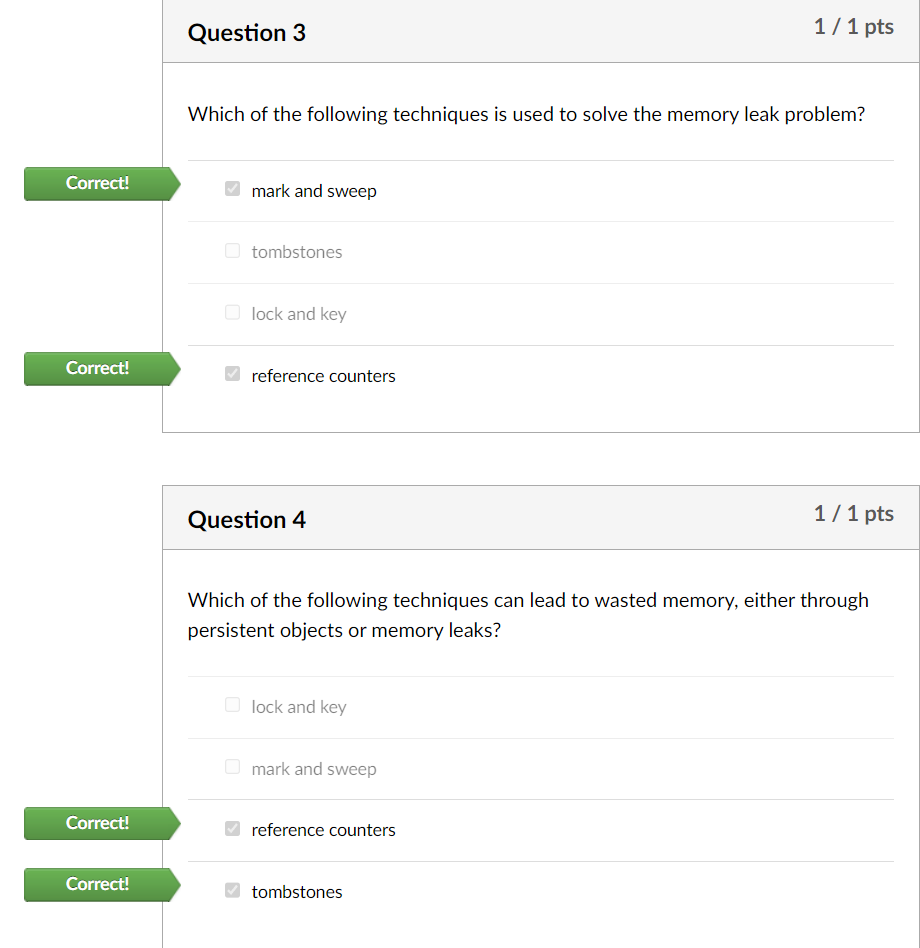 Question 3
1 / 1 pts
Which of the following techniques is used to solve the memory leak problem?
Correct!
mark and sweep
tombstones
lock and key
Correct!
reference counters
Question 4
1 / 1 pts
Which of the following techniques can lead to wasted memory, either through
persistent objects or memory leaks?
lock and key
mark and sweep
Correct!
reference counters
Correct!
tombstones